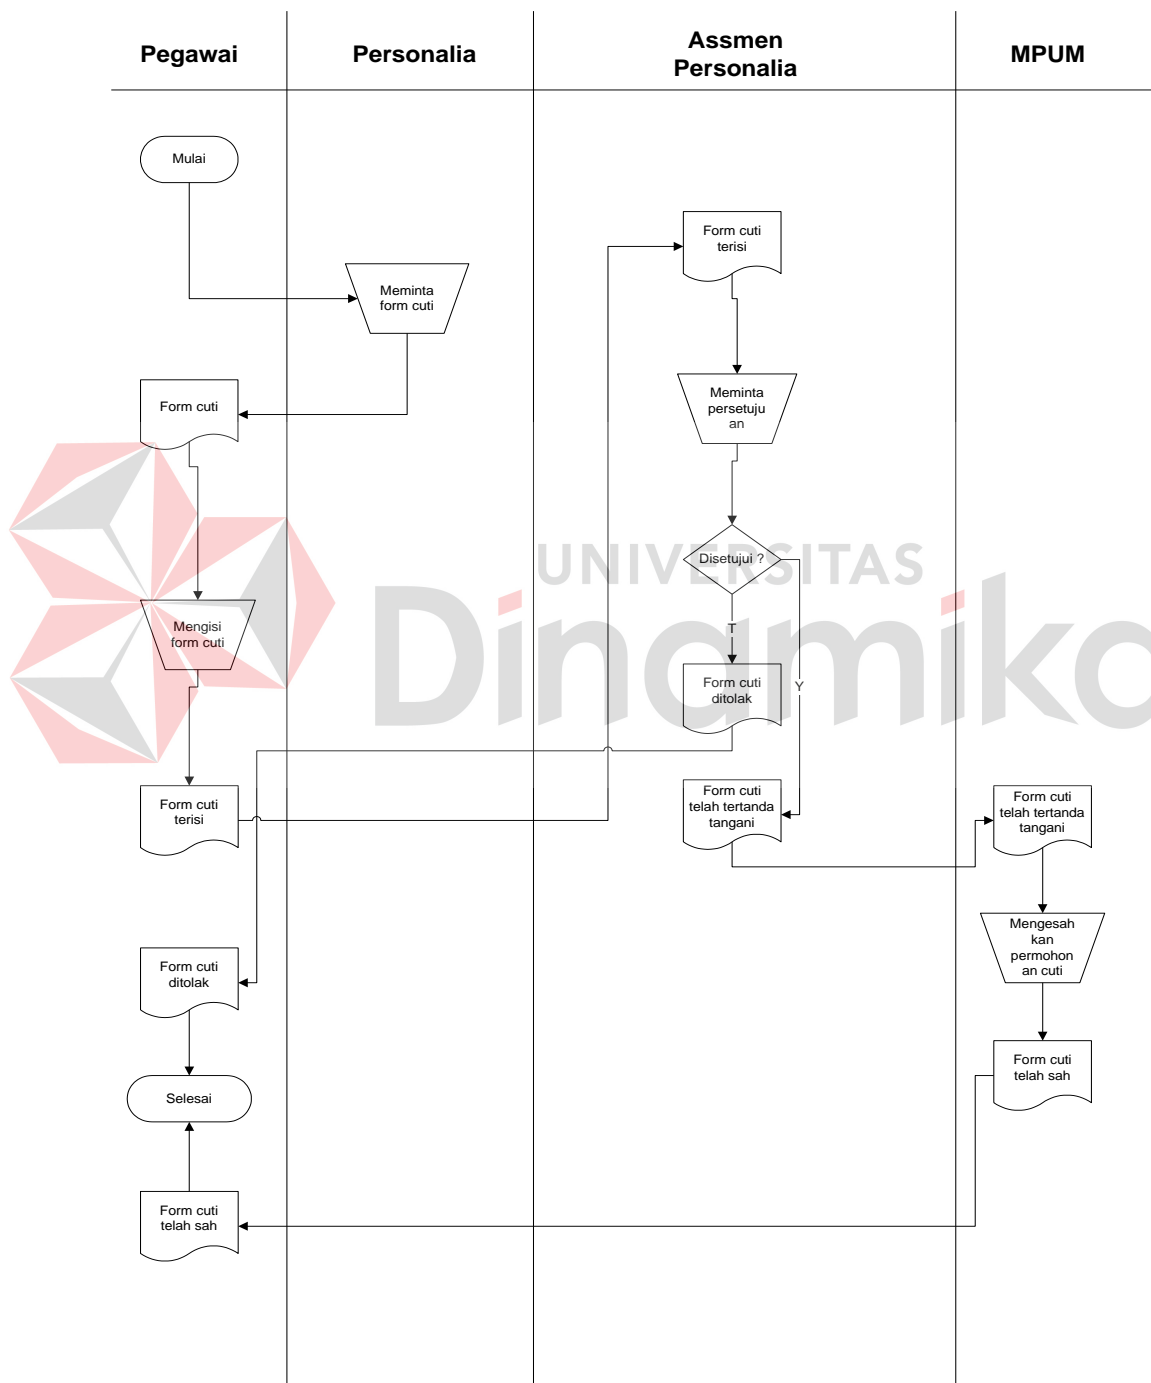 Pegawai
Personalia
Assmen
Personalia
MPUM
Mulai
Form cuti
terisi
Meminta
form cuti
Form cuti
Meminta
persetuju
an
Disetujui ?
UNIVERSITAS
Dinamika
Mengisi
form cuti
T
Form cuti
ditolak
Y
Form cuti
terisi
Form cuti
telah tertanda
tangani
Form cuti
telah tertanda
tangani
Form cuti
ditolak
Mengesah
kan
permohon
an cuti
Form cuti
telah sah
Selesai
Form cuti
telah sah